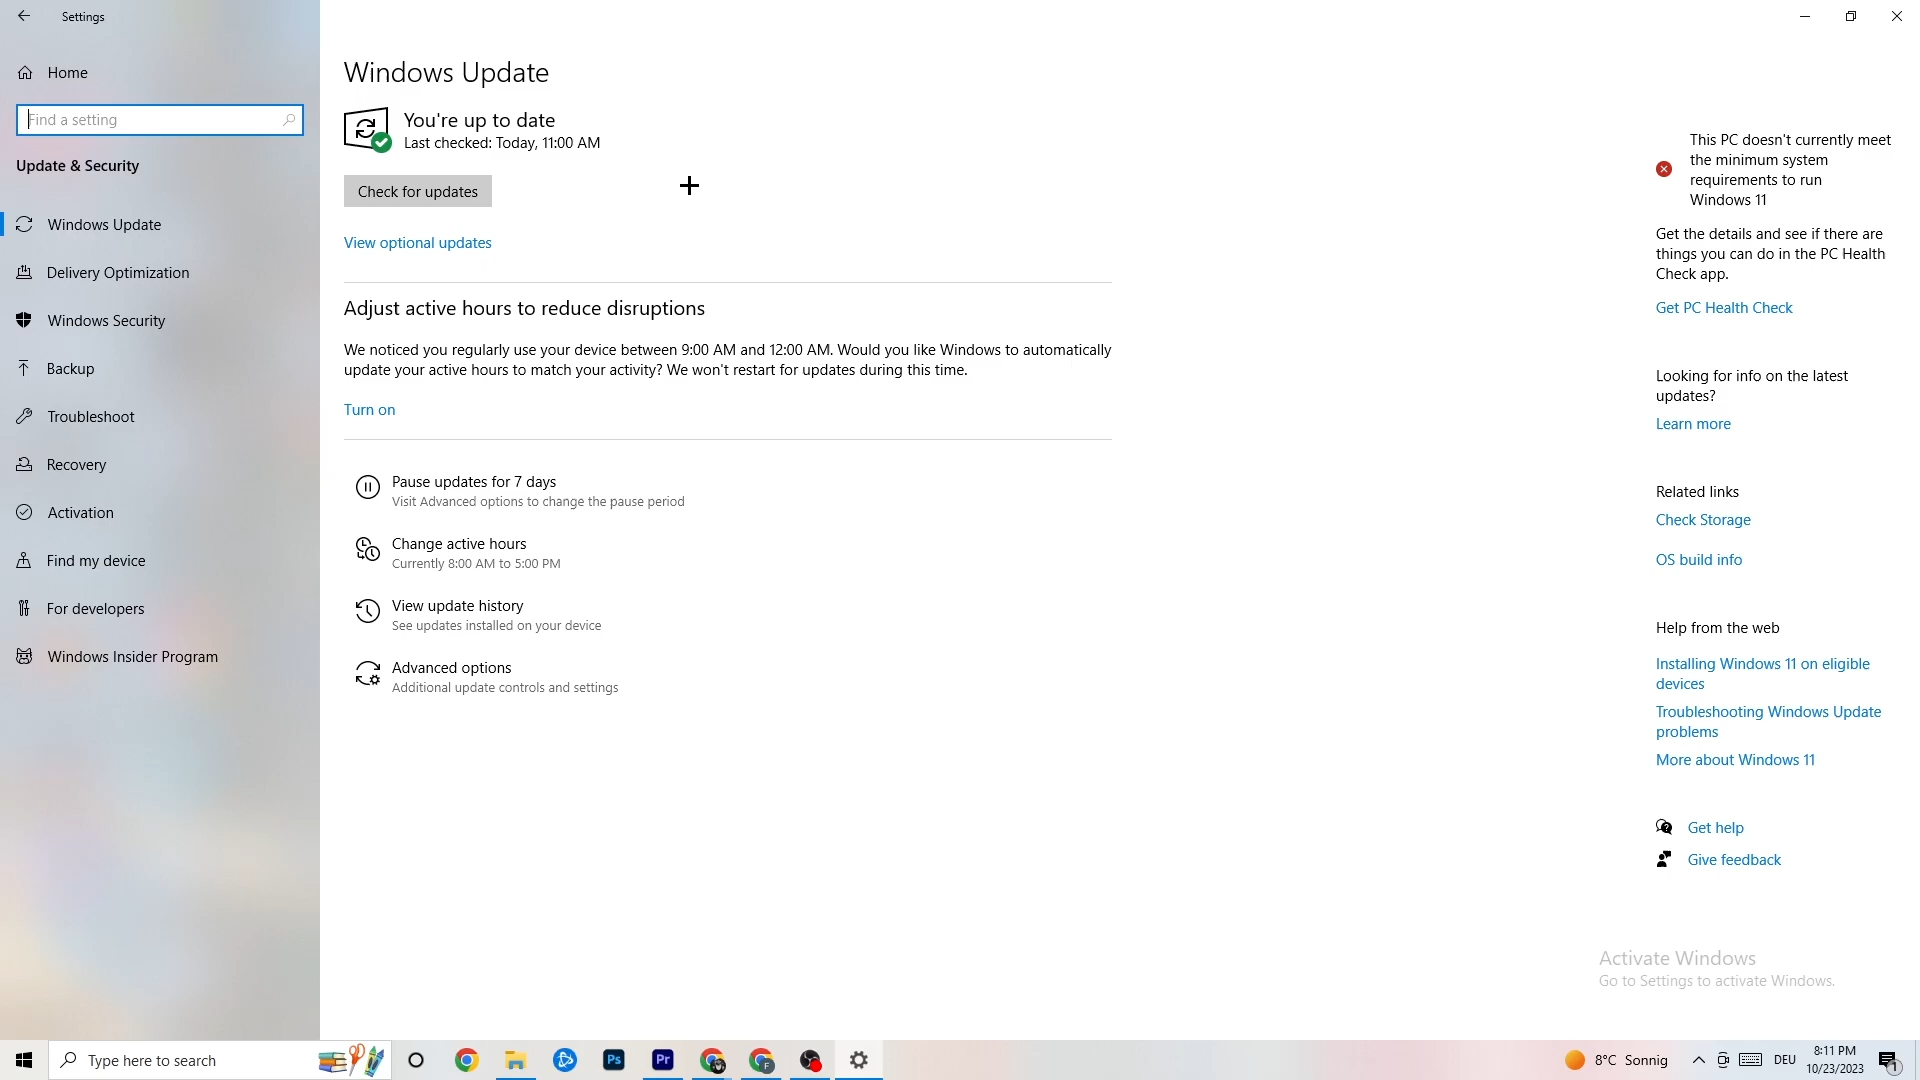 Settings
Home
Find a setting
Update & Security
Windows Update
Delivery Optimization
Windows Security
Backup
Troubleshoot
Recovery
Activation
Find my device
For developers
Windows Insider Program
Windows Update
You're up to date
Last checked: Today, 11:00 AM
Check for updates
View optional updates
Adjust active hours to reduce disruptions
We noticed you regularly use your device between 9:00 AM and 12:00 AM. Would you like Windows to automatically
update your active hours to match your activity? We won't restart for updates during this time.
Turn on
Pause updates for 7 days
Visit Advanced options to change the pause period
Change active hours
Currently 8:00 AM to 5:00 PM
View update history
See updates installed on your device
Advanced options
Additional update controls and settings
This PC doesn't currently meet
the minimum system
requirements to run
Windows 11
Get the details and see if there are
things you can do in the PC Health
Check app.
Get PC Health Check
Looking for info on the latest
updates?
Learn more
Related links
Check Storage
OS build info
Help from the web
Installing Windows 11 on eligible
devices
Troubleshooting Windows Update
problems
More about Windows 11
Get help
Give feedback
Activate Windows
Go to Settings to activate Windows.
Type here to search
Ps
Pr
F
8°C Sonnig
DEU
8:11 PM
10/23/2023
1